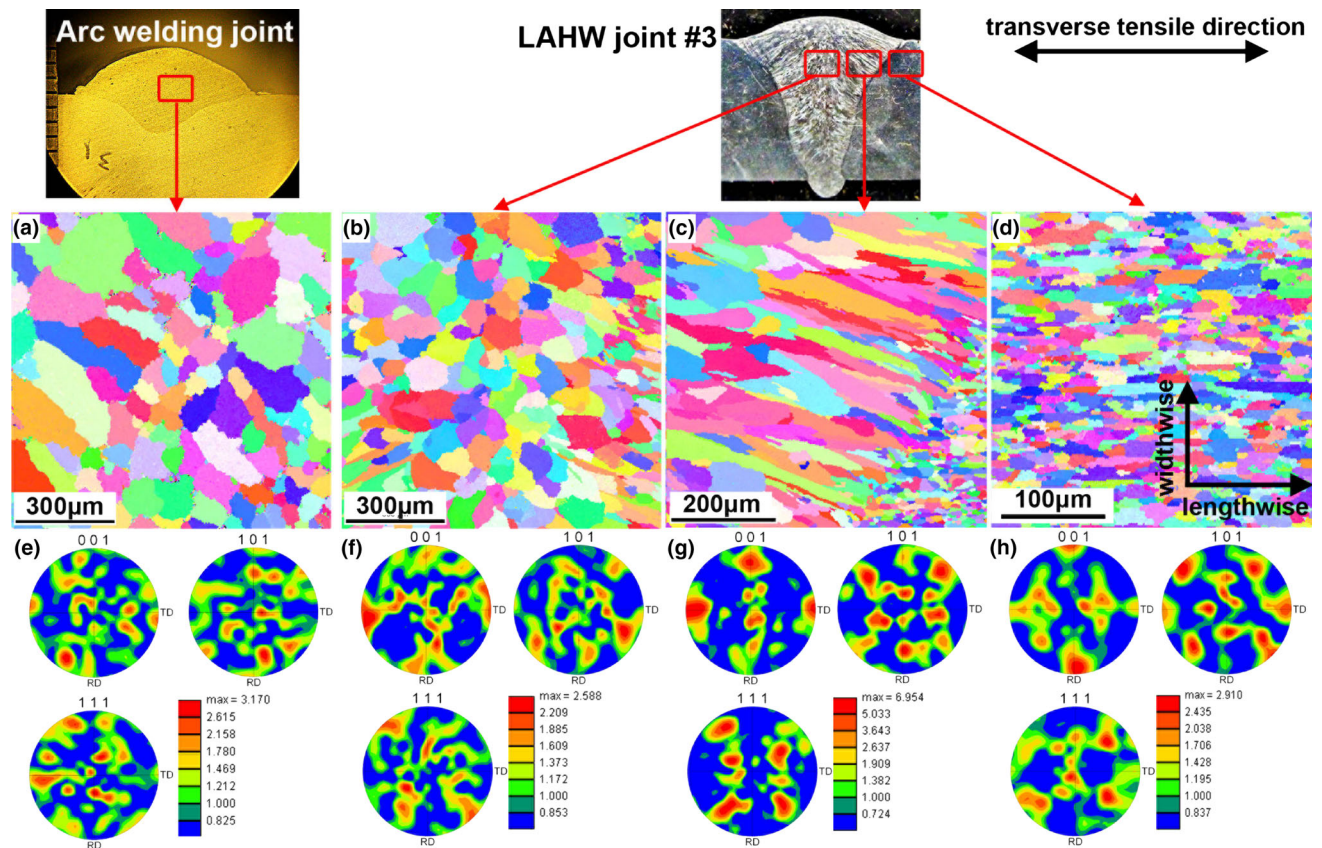 Arc welding joint
LAHW joint #3
transverse tensile direction
(a)
(b)
(c)
(d)
300μm
300μm
200μm
100μm
widthwise
lengthwise
(e)
0 0 1
1 0 1
TD
TD
RD
RD
1 1 1
TD
RD
max = 3.170
2.615
2.158
1.780
1.469
1.212
1.000
0.825
(f)
0 0 1
1 0 1
TD
TD
RD
RD
1 1 1
TD
RD
max = 2.588
2.209
1.885
1.609
1.373
1.172
1.000
0.853
(g)
0 0 1
1 0 1
TD
TD
RD
RD
1 1 1
TD
RD
max = 6.954
5.033
3.643
2.637
1.909
1.382
1.000
0.724
(h)
0 0 1
1 0 1
TD
TD
RD
RD
1 1 1
TD
RD
max = 2.910
2.435
2.038
1.706
1.428
1.195
1.000
0.837